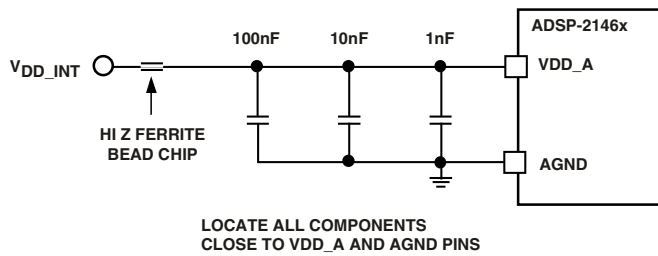 ADSP-2146x
100nF
10nF
1nF
VDD_INT
VDD_A
HI Z FERRITE
BEAD CHIP
AGND
LOCATE ALL COMPONENTS
CLOSE TO VDD_A AND AGND PINS